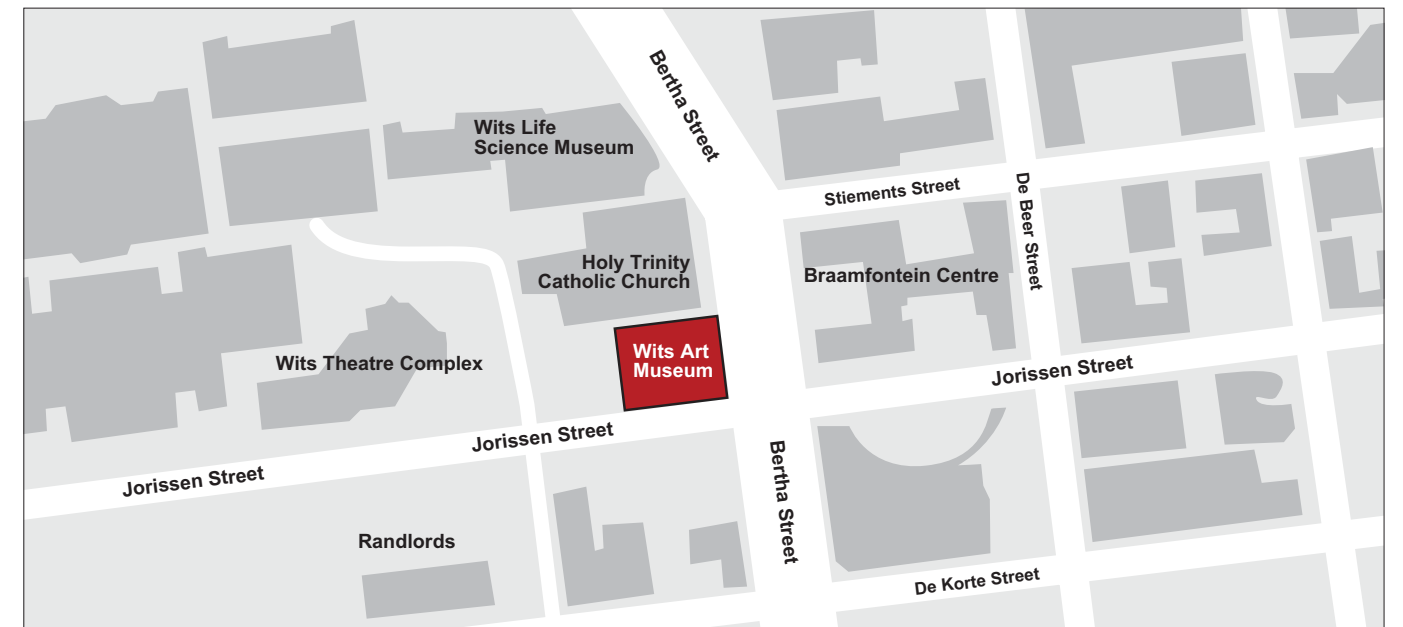 Bertha Street
Wits Life
Science Museum
Stiements Street
De Beer Street
Holy Trinity
Catholic Church
Braamfontein Centre
Wits Art
Museum
Wits Theatre Complex
Jorissen Street
Jorissen Street
Jorissen Street
Bertha Street
Randlords
De Korte Street